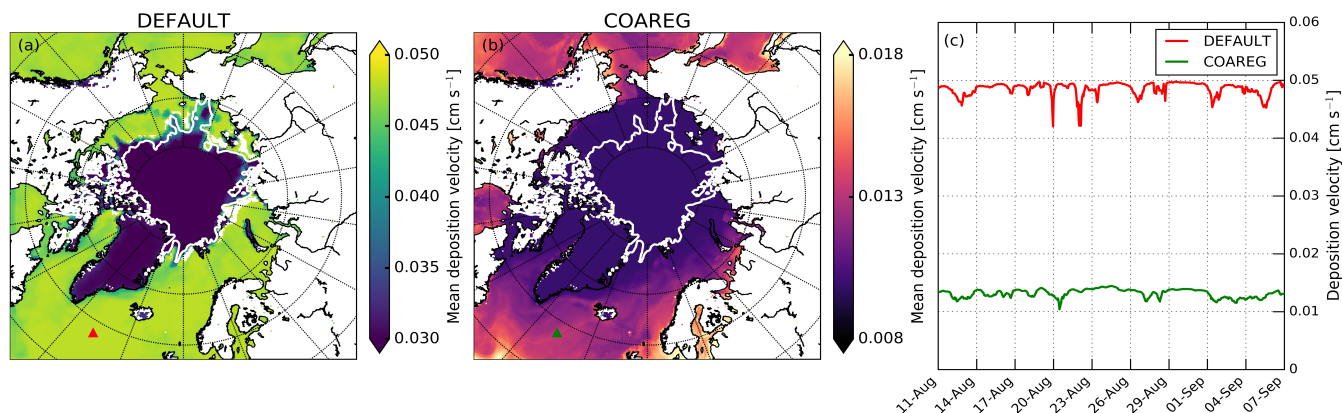 DEFAULT
(a)
0.050
0.045
0.040
0.035
0.030
Mean deposition velocity [cm s⁻¹]
COAREG
(b)
0.018
0.013
0.008
Mean deposition velocity [cm s⁻¹]
(c)
DEFAULT
COAREG
0.06
0.05
0.04
0.03
0.02
0.01
0
Deposition velocity [cm s⁻¹]
11-Aug
14-Aug
17-Aug
20-Aug
23-Aug
26-Aug
29-Aug
01-Sep
04-Sep
07-Sep